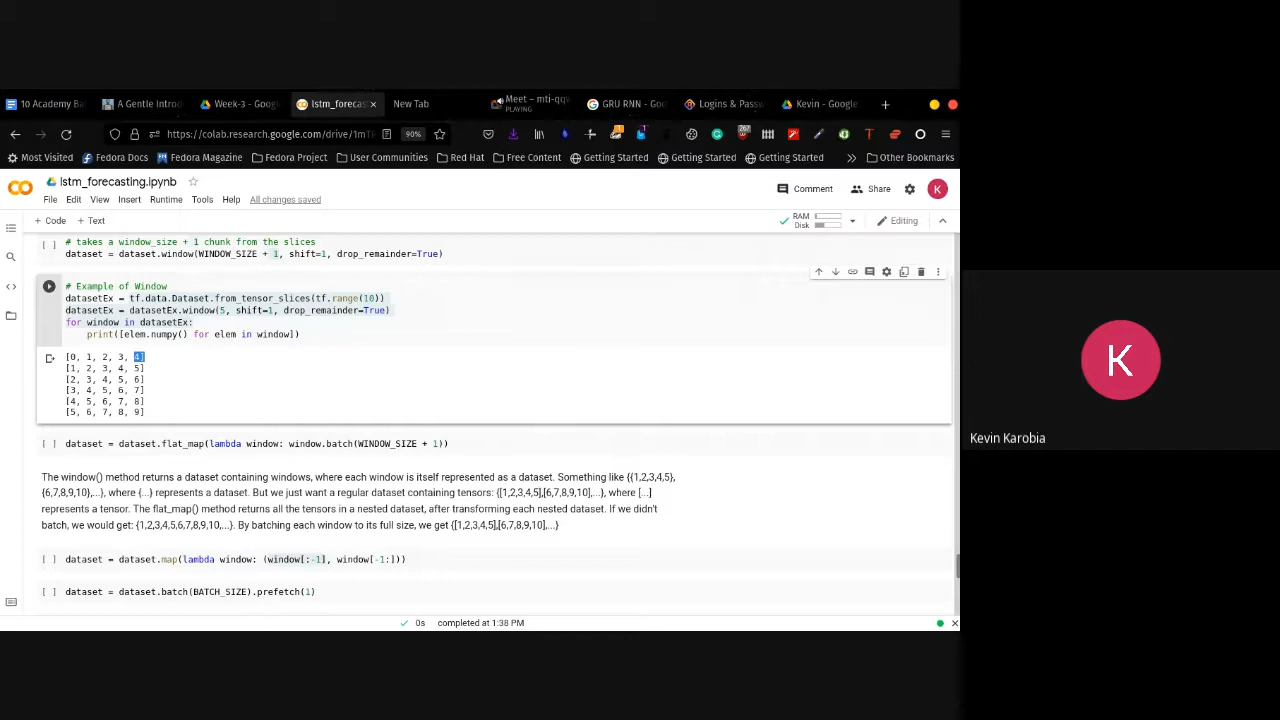 10 Academy Ba
A Gentle Introd
Week-3 - Goog
lstm_forecas
New Tab
Meet – mti-qqv
PLAYING
GRU RNN - Go
Logins & Passw
Kevin - Google
https://colab.research.google.com/drive/1mT
90%
267
Most Visited
Fedora Docs
Fedora Magazine
Fedora Project
User Communities
Red Hat
Free Content
Getting Started
Getting Started
Getting Started
Other Bookmarks
lstm_forecasting.ipynb
Comment
Share
K
File Edit View Insert Runtime Tools Help All changes saved
+ Code + Text
RAM
Disk
Editing
# takes a window_size + 1 chunk from the slices
[ ] dataset = dataset.window(WINDOW_SIZE + 1, shift=1, drop_remainder=True)
# Example of Window
datasetEx = tf.data.Dataset.from_tensor_slices(tf.range(10))
datasetEx = datasetEx.window(5, shift=1, drop_remainder=True)
for window in datasetEx:
print([elem.numpy() for elem in window])
[0, 1, 2, 3, 4]
[1, 2, 3, 4, 5]
[2, 3, 4, 5, 6]
[3, 4, 5, 6, 7]
[4, 5, 6, 7, 8]
[5, 6, 7, 8, 9]
[ ] dataset = dataset.flat_map(lambda window: window.batch(WINDOW_SIZE + 1))
The window() method returns a dataset containing windows, where each window is itself represented as a dataset. Something like {{1,2,3,4,5},
{6,7,8,9,10},...}, where {...} represents a dataset. But we just want a regular dataset containing tensors: {[1,2,3,4,5],[6,7,8,9,10],...}, where [...]
represents a tensor. The flat_map() method returns all the tensors in a nested dataset, after transforming each nested dataset. If we didn't
batch, we would get: {1,2,3,4,5,6,7,8,9,10,...}. By batching each window to its full size, we get {[1,2,3,4,5],[6,7,8,9,10],...}
[ ] dataset = dataset.map(lambda window: (window[:-1], window[-1:]))
[ ] dataset = dataset.batch(BATCH_SIZE).prefetch(1)
0s completed at 1:38 PM
K
Kevin Karobia